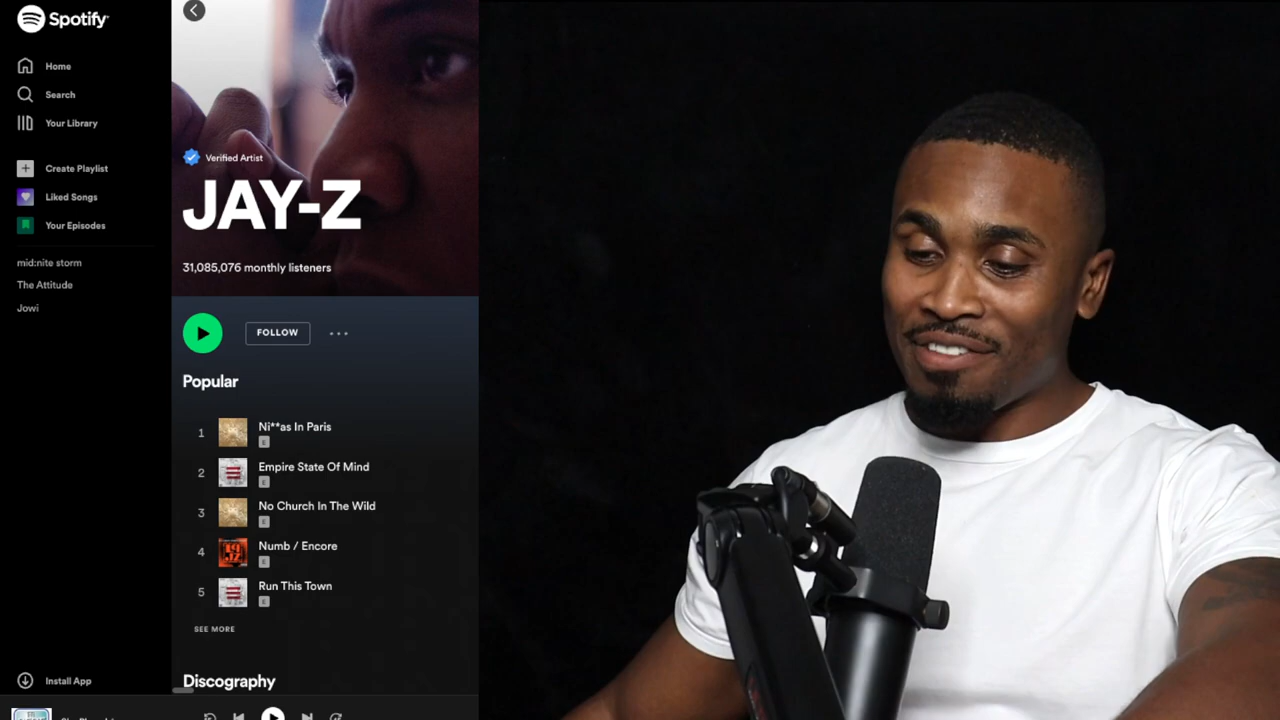 Spotify
Home
Search
Your Library
Create Playlist
Liked Songs
Your Episodes
mid:nite storm
The Attitude
Jowi
Install App
Verified Artist
JAY-Z
31,085,076 monthly listeners
FOLLOW
Popular
1 Ni**as In Paris
E
2 Empire State Of Mind
E
3 No Church In The Wild
E
4 Numb / Encore
E
5 Run This Town
E
SEE MORE
Discography